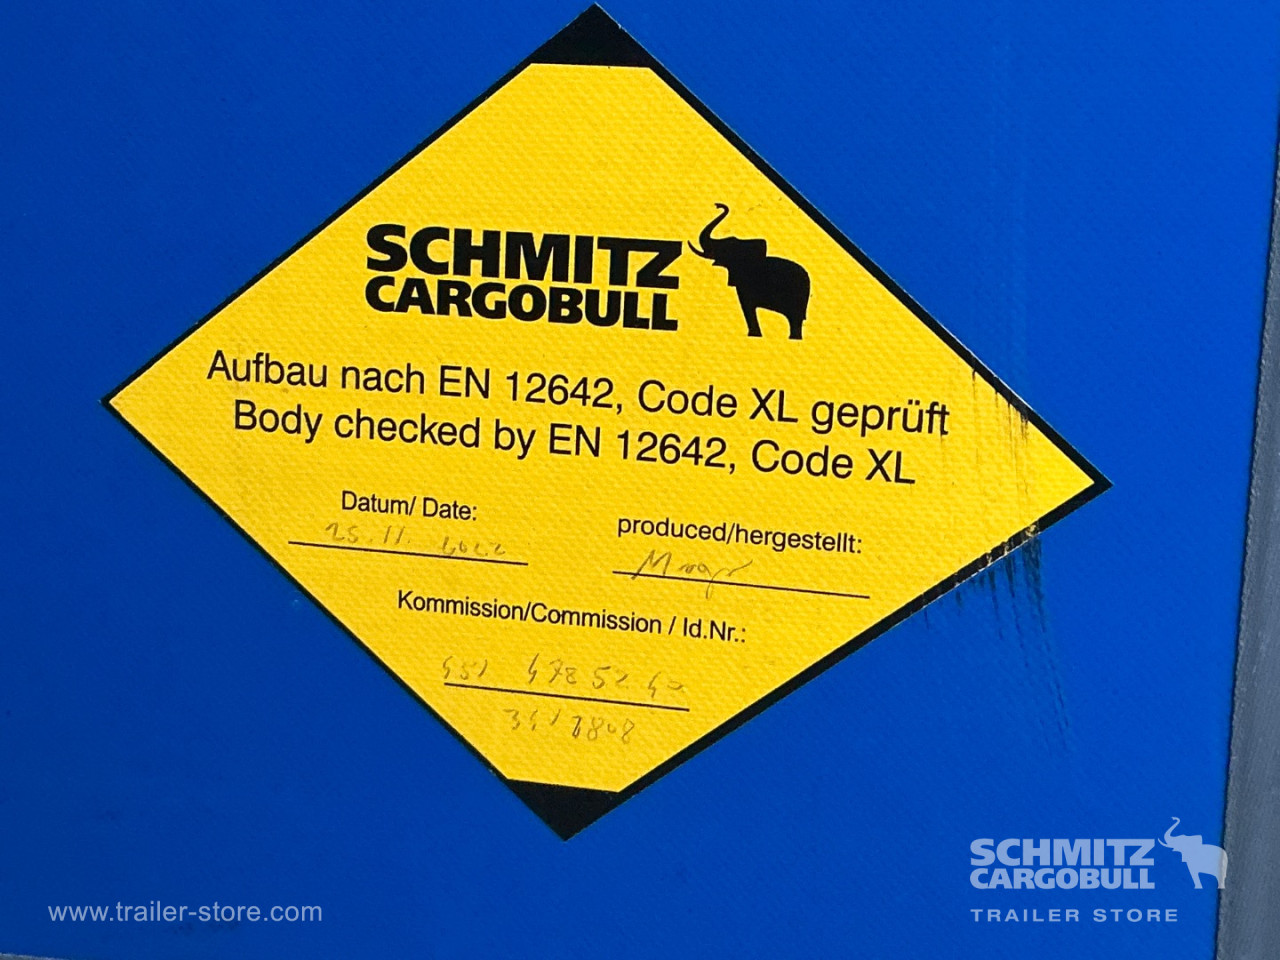 SCHMITZ
CARGOBULL
Aufbau nach EN 12642, Code XL geprüft
Body checked by EN 12642, Code XL
Datum/ Date:
produced/hergestellt:
25.11.
Kommission/Commission / Id.Nr.:
SCHMITZ
CARGOBULL
TRAILER STORE
www.trailer-store.com